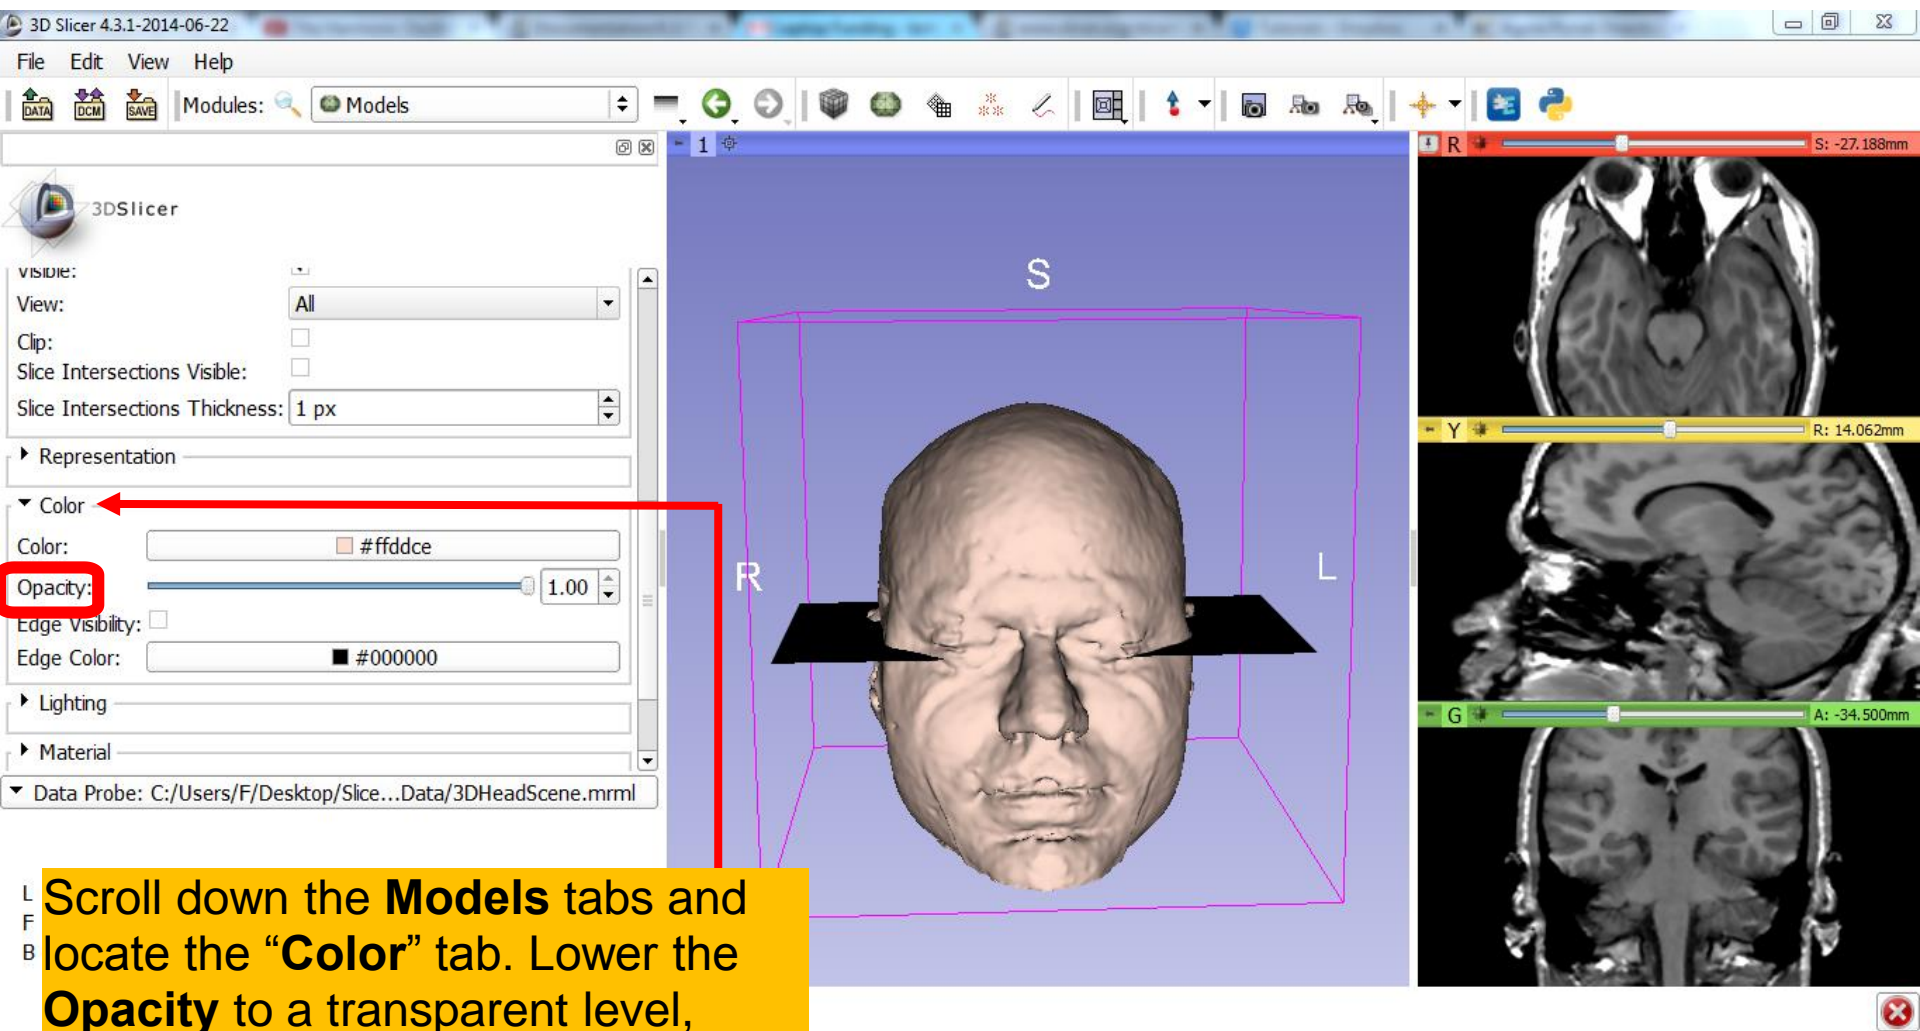 3D Slicer 4.3.1-2014-06-22
File Edit View Help
DATA DCM SAVE Modules: Models
1
R S: -27.188mm
3DSlicer
Visible:
View: All
Clip:
Slice Intersections Visible:
Slice Intersections Thickness: 1 px
Representation
Color
Color: #ffddce
Opacity: 1.00
Edge Visibility:
Edge Color: #000000
Lighting
Material
Data Probe: C:/Users/F/Desktop/Slice...Data/3DHeadScene.mrml
S
R
L
Y R: 14.062mm
G A: -34.500mm
L
F
B
Scroll down the Models tabs and
locate the “Color” tab. Lower the
Opacity to a transparent level,